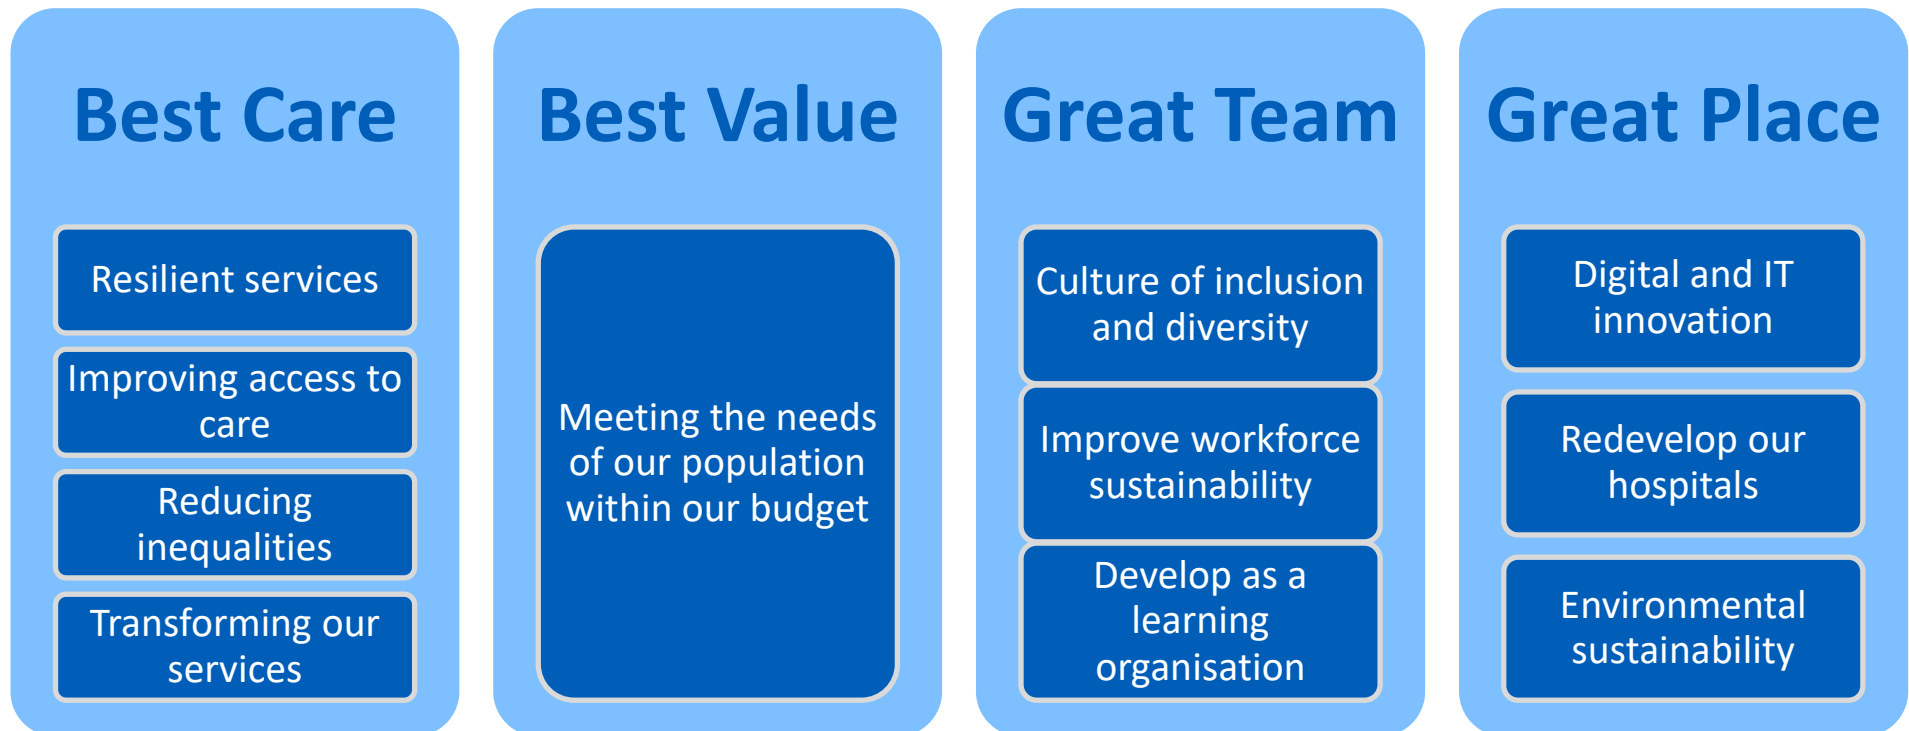 Best Care
Resilient services
Improving access to
care
Reducing
inequalities
Transforming our
services
Best Value
Meeting the needs
of our population
within our budget
Great Team
Culture of inclusion
and diversity
Improve workforce
sustainability
Develop as a
learning
organisation
Great Place
Digital and IT
innovation
Redevelop our
hospitals
Environmental
sustainability